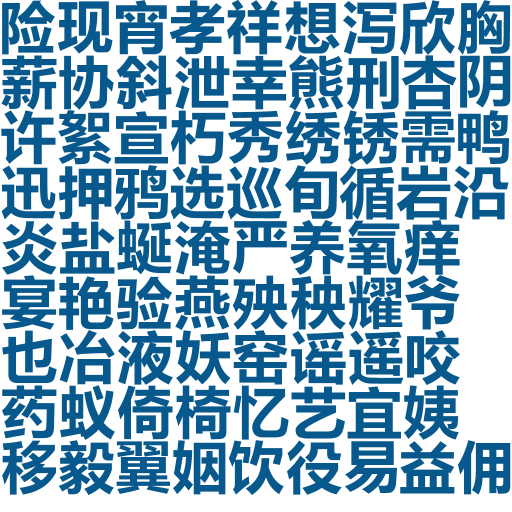 险现宵孝祥想泻欣胸
薪协斜泄幸熊刑杏阴
许絮宣朽秀绣锈需鸭
迅押鸦选巡旬循岩沿
炎盐蜒淹严养氧痒
宴艳验燕殃秧耀爷
也冶液妖窑谣遥咬
药蚁倚椅忆艺宜姨
移毅翼姻饮役易益佣